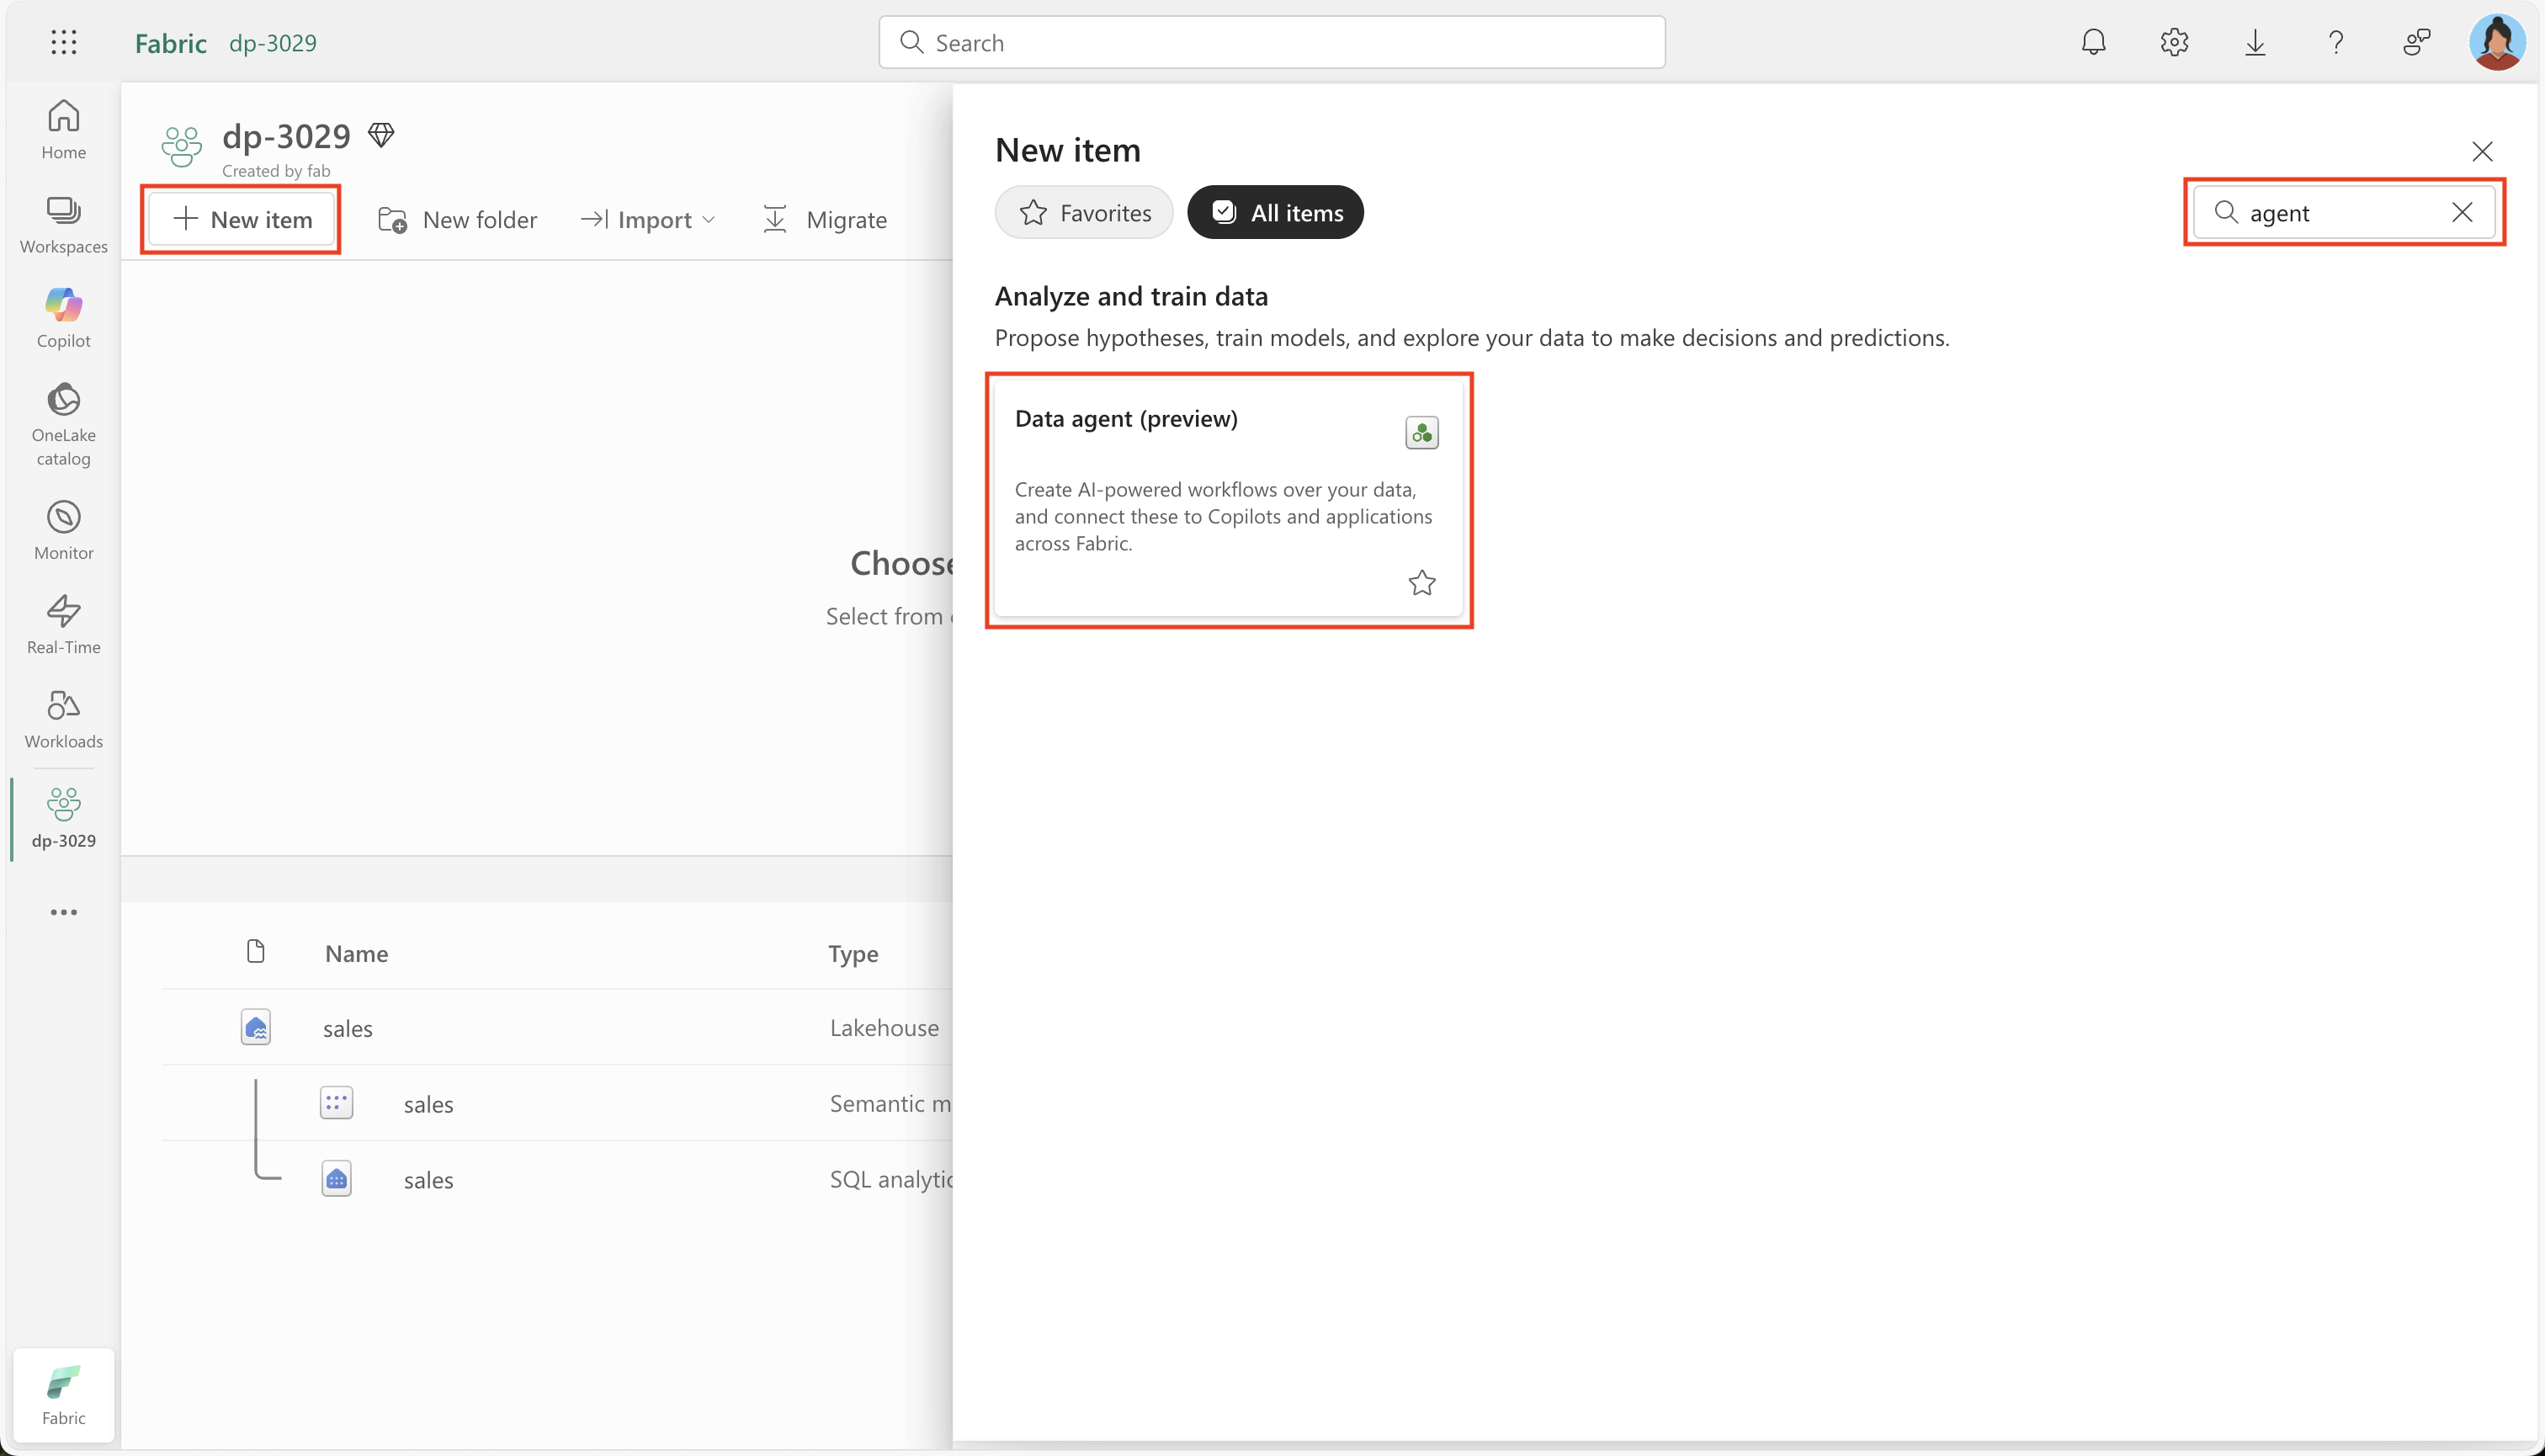 Fabric dp-3029
Search
Home
Workspaces
Copilot
OneLake
catalog
Monitor
Real-Time
Workloads
dp-3029
Fabric
dp-3029
Created by fab
New item
New folder
Import
Migrate
Choose
Select from
Name Type
sales Lakehouse
sales Semantic m
sales SQL analytic
New item
Favorites
All items
agent
Analyze and train data
Propose hypotheses, train models, and explore your data to make decisions and predictions.
Data agent (preview)
Create AI-powered workflows over your data,
and connect these to Copilots and applications
across Fabric.